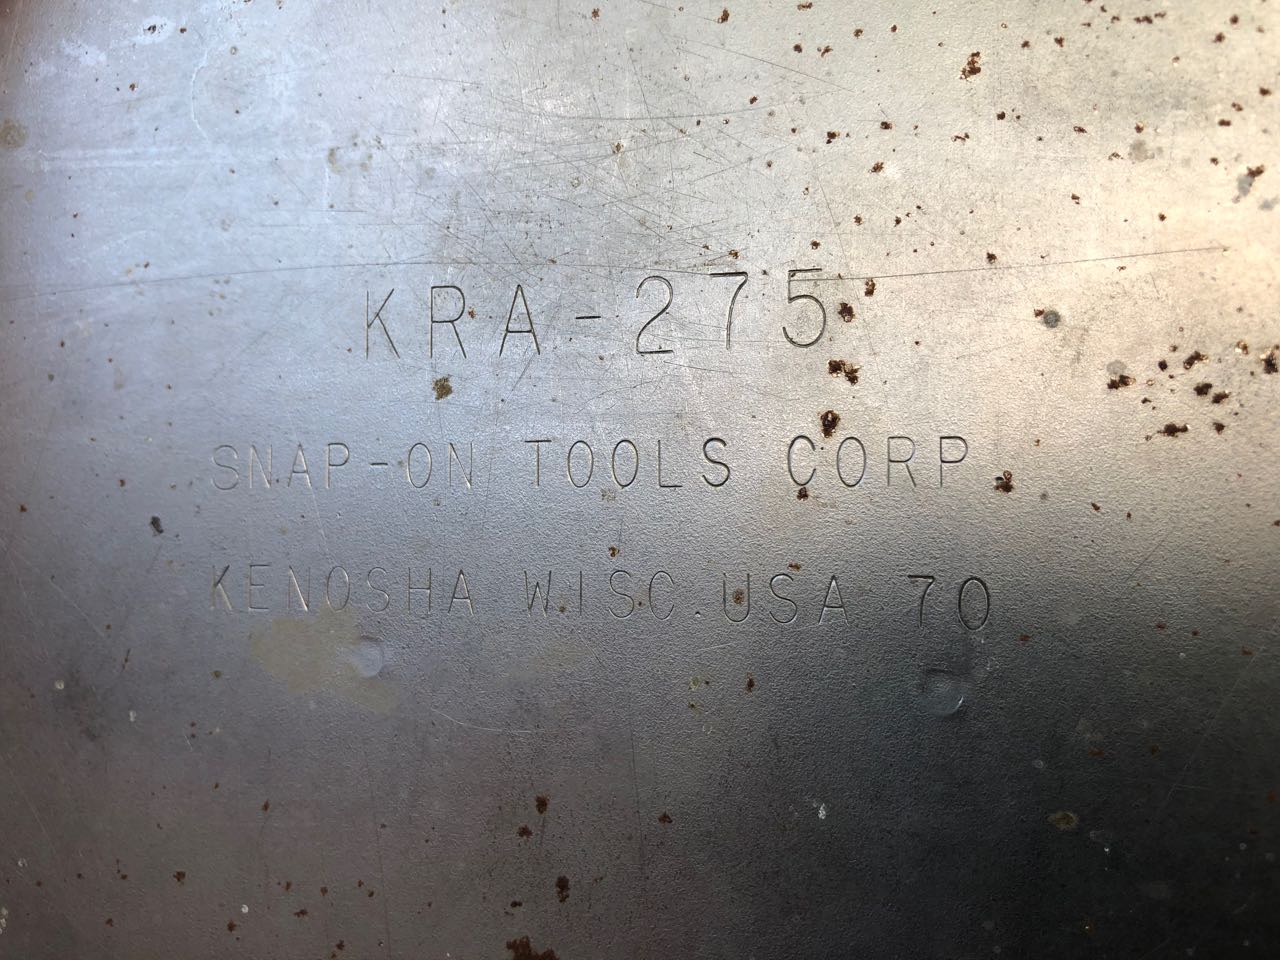 KRA-275
SNAP-ON TOOLS CORP.
KENOSHA WISC. USA 70